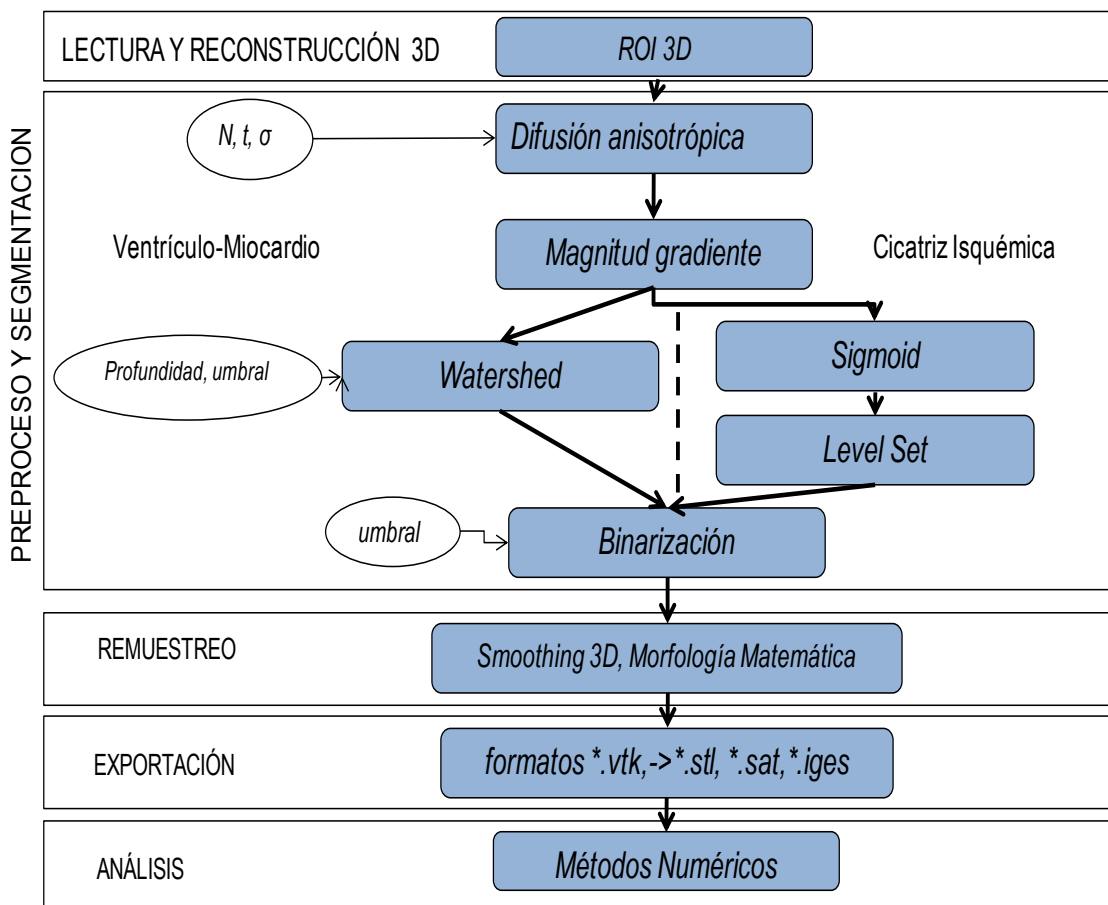 LECTURA Y RECONSTRUCCIÓN 3D
ROI 3D
PREPROCESO Y SEGMENTACION
N, t, σ
Difusión anisotrópica
Ventrículo-Miocardio
Magnitud gradiente
Cicatriz Isquémica
Profundidad, umbral
Watershed
Sigmoid
Level Set
umbral
Binarización
REMUESTREO
Smoothing 3D, Morfología Matemática
EXPORTACIÓN
formatos *.vtk,->*.stl, *.sat,*.iges
ANÁLISIS
Métodos Numéricos